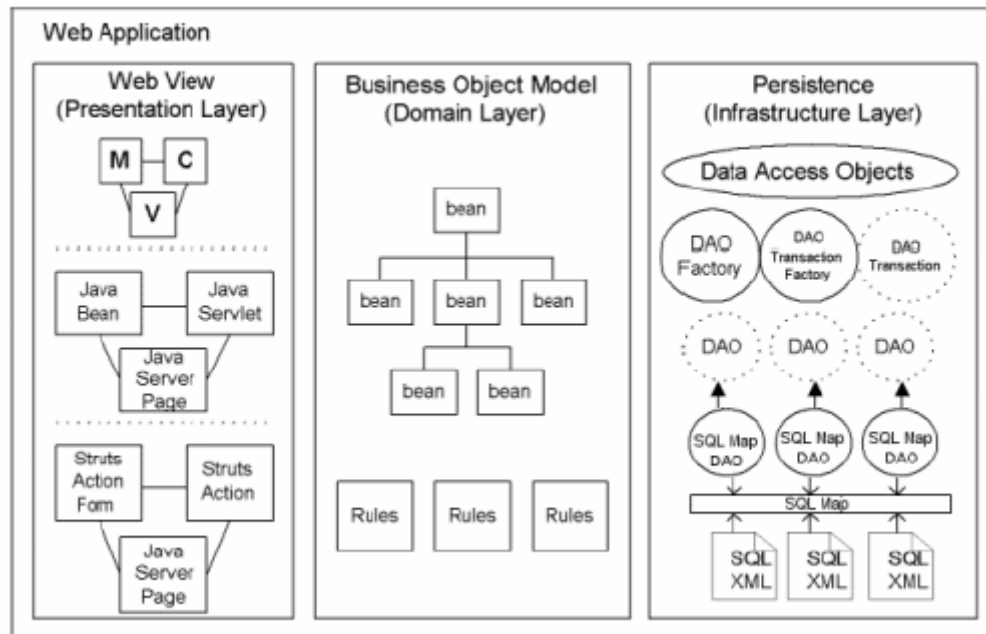 Web Application
Web View
(Presentation Layer)
M
C
V
Java
Bean
Java
Servlet
Java
Server
Page
Struts
Action
Form
Struts
Action
Java
Server
Page
Business Object Model
(Domain Layer)
bean
bean
bean
bean
bean
bean
Rules
Rules
Rules
Persistence
(Infrastructure Layer)
Data Access Objects
DAO
Factory
DAO
Transaction
Factory
DAO
Transaction
DAO
DAO
DAO
SQL Map
DAO
SQL Map
DAO
SQL Map
DAO
SQL Map
SQL
XML
SQL
XML
SQL
XML